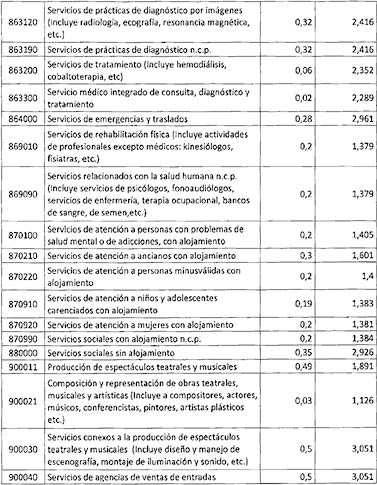 Servicios de prácticas de diagnóstico por imágenes
863120 (Incluye radiología, ecografía, resonancia magnética, 0,32 2,416
etc.)
863190 Servicios de prácticas de diagnóstico n.c.p. 0,32 2,416
863200 Servicios de tratamiento (Incluye hemodiálisis, 0,06 2,352
cobaltoterapia, etc)
863300 Servicio médico integrado de consulta, diagnóstico y 0,02 2,289
tratamiento
864000 Servicios de emergencias y traslados 0,28 2,961
Servicios de rehabilitación física (Incluye actividades
869010 de profesionales excepto médicos: kinesiólogos, 0,2 1,379
fisiatras, etc.)
Servicios relacionados con la salud humana n.c.p.
869090 (Incluye servicios de psicólogos, fonoaudiólogos, 0,2 1,379
servicios de enfermería, terapia ocupacional, bancos
de sangre, de semen,etc.)
870100 Servicios de atención a personas con problemas de 0,2 1,405
salud mental o de adicciones, con alojamiento
870210 Servicios de atención a ancianos con alojamiento 0,3 1,601
870220 Servicios de atención a personas minusválidas con 0,2 1,4
alojamiento
870910 Servicios de atención a niños y adolescentes 0,19 1,383
carenciados con alojamiento
870920 Servicios de atención a mujeres con alojamiento 0,2 1,381
870990 Servicios sociales con alojamiento n.c.p. 0,2 1,384
880000 Servicios sociales sin alojamiento 0,35 2,926
900011 Producción de espectáculos teatrales y musicales 0,49 1,891
Composición y representación de obras teatrales,
900021 musicales y artísticas (Incluye a compositores, actores, 0,03 1,126
músicos, conferencistas, pintores, artistas plásticos
etc.)
Servicios conexos a la producción de espectáculos
900030 teatrales y musicales (Incluye diseño y manejo de 0,5 3,051
escenografía, montaje de iluminación y sonido, etc.)
900040 Servicios de agencias de ventas de entradas 0,5 3,051